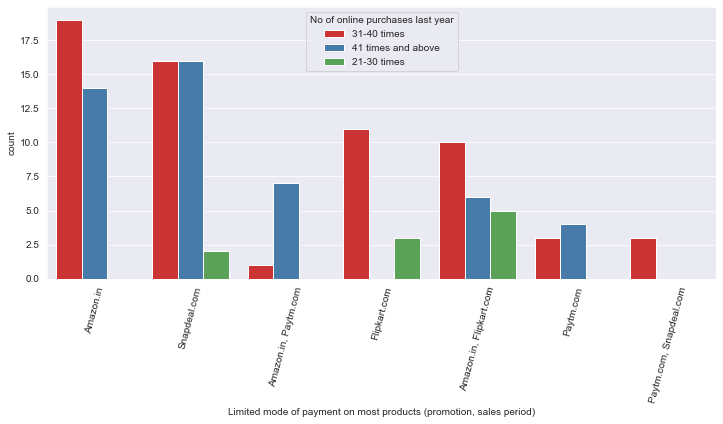 No of online purchases last year
31-40 times
41 times and above
21-30 times
17.5
15.0
12.5
10.0
7.5
5.0
2.5
0.0
count
Amazon.in
Snapdeal.com
Amazon.in, Paytm.com
Flipkart.com
Amazon.in, Flipkart.com
Paytm.com
Paytm.com, Snapdeal.com
Limited mode of payment on most products (promotion, sales period)